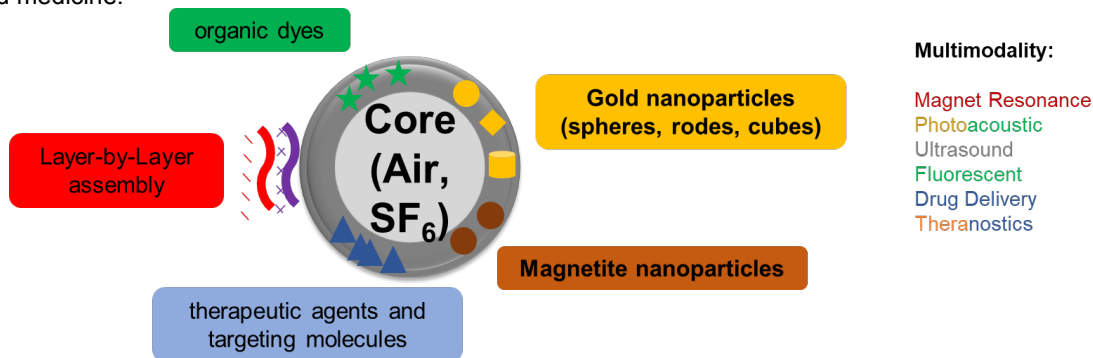 d medicine.
organic dyes
Gold nanoparticles
(spheres, rodes, cubes)
Layer-by-Layer
assembly
Core
(Air,
SF₆)
Magnetite nanoparticles
therapeutic agents and
targeting molecules
Multimodality:
Magnet Resonance
Photoacoustic
Ultrasound
Fluorescent
Drug Delivery
Theranostics